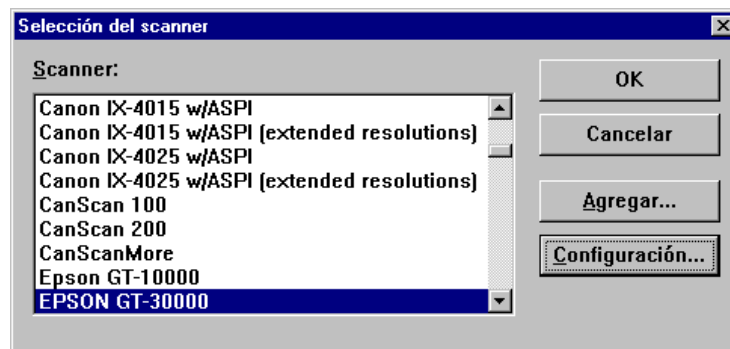 Selección del scanner
Scanner:
Canon IX-4015 w/ASPI
Canon IX-4015 w/ASPI (extended resolutions)
Canon IX-4025 w/ASPI
Canon IX-4025 w/ASPI (extended resolutions)
CanScan 100
CanScan 200
CanScanMore
Epson GT-10000
EPSON GT-30000
OK
Cancelar
Agregar...
Configuración...